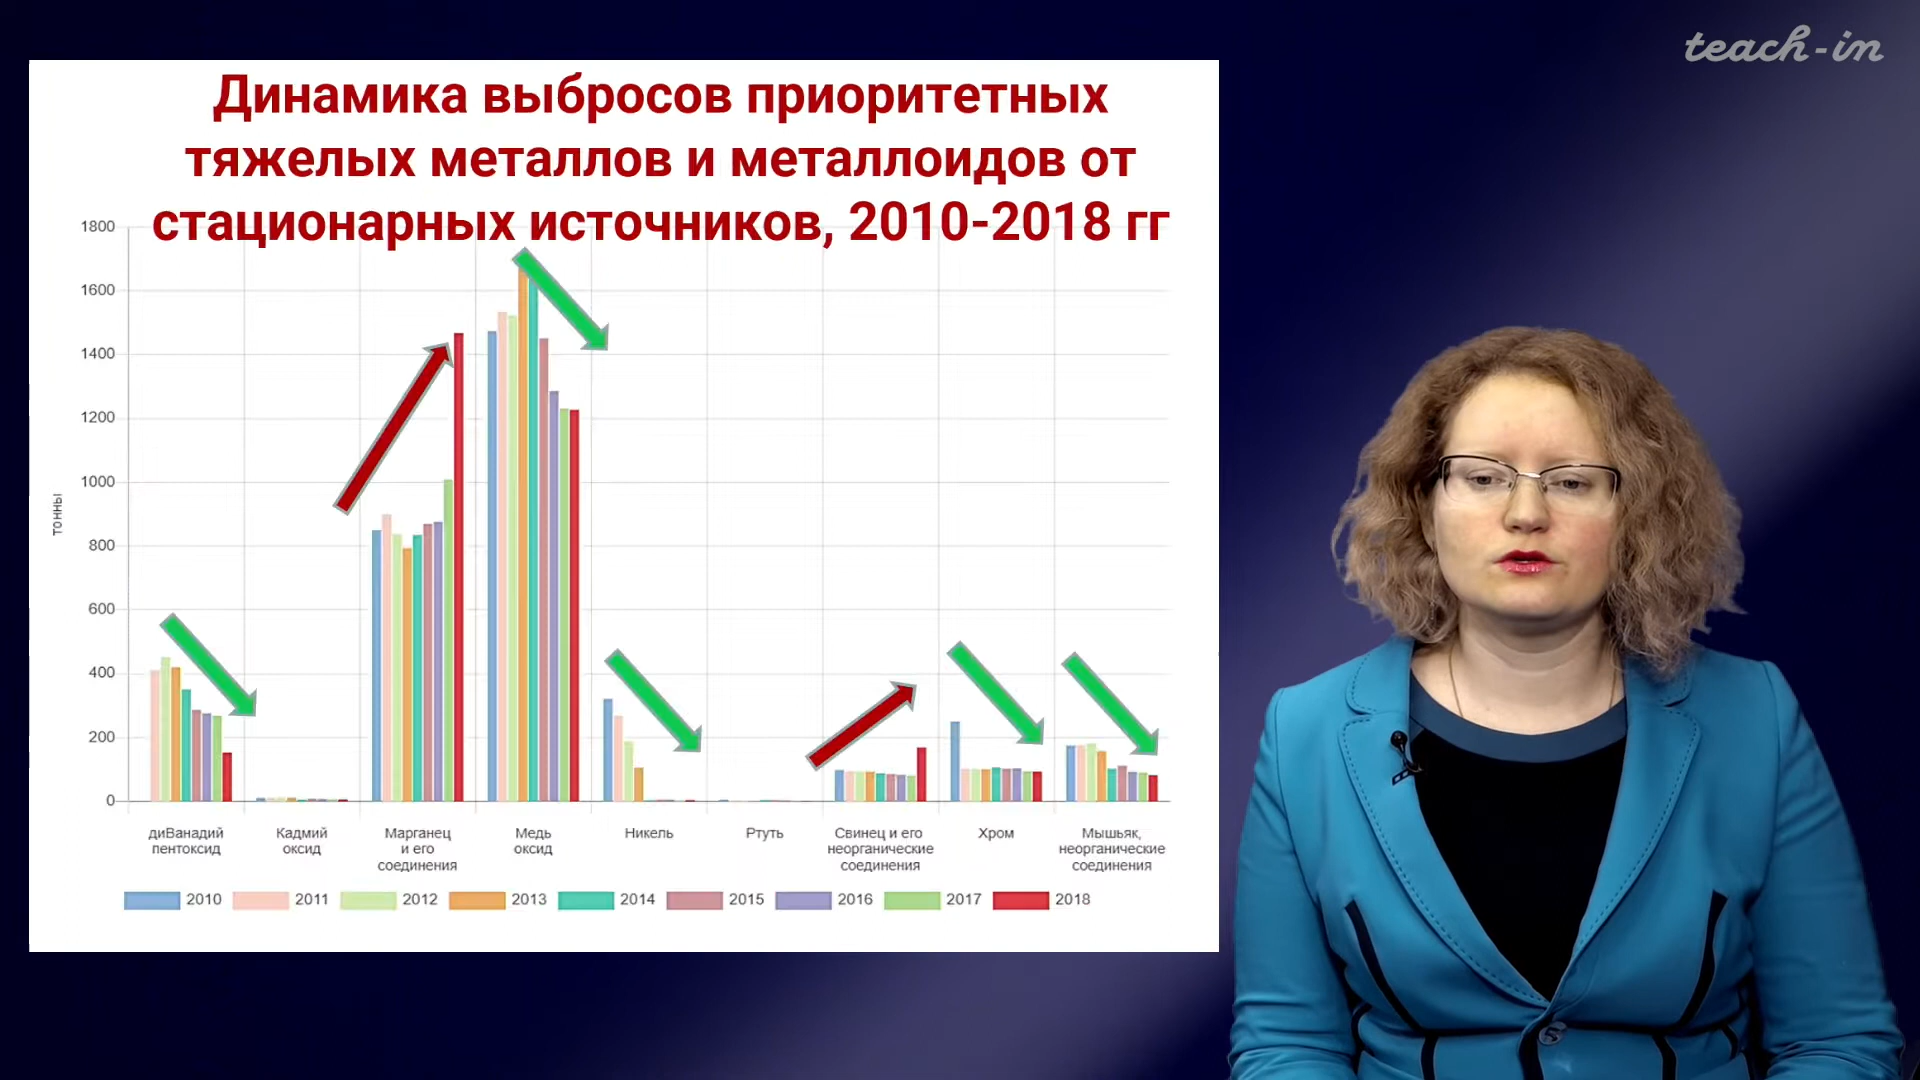 teach-in
Динамика выбросов приоритетных
тяжелых металлов и металлоидов от
стационарных источников, 2010-2018 гг
1800
1600
1400
1200
1000
800
600
400
200
0
тонны
диВанадий
пентоксид
Кадмий
оксид
Марганец
и его
соединения
Медь
оксид
Никель
Ртуть
Свинец и его
неорганические
соединения
Хром
Мышьяк,
неорганические
соединения
2010 2011 2012 2013 2014 2015 2016 2017 2018